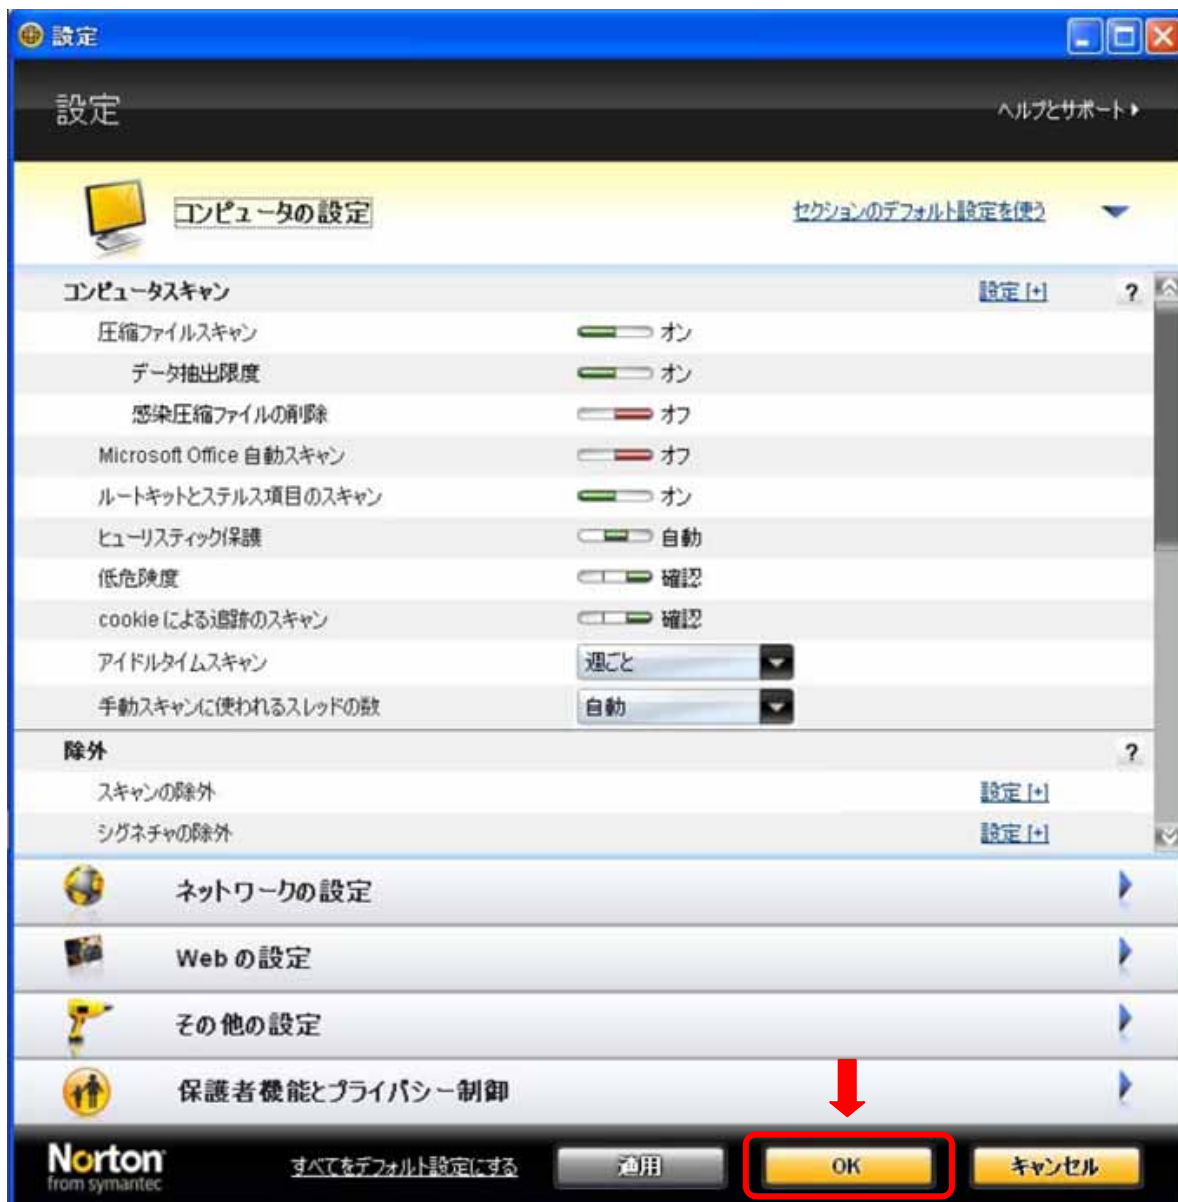 設定
設定
ヘルプとサポート
コンピュータの設定
セクションのデフォルト設定を使う
コンピュータスキャン 設定 [+] ?
圧縮ファイルスキャン オン
データ抽出限度 オン
感染圧縮ファイルの削除 オフ
Microsoft Office 自動スキャン オフ
ルートキットとステルス項目のスキャン オン
ヒューリスティック保護 自動
低危険度 確認
cookie による追跡のスキャン 確認
アイドルタイムスキャン 週ごと
手動スキャンに使われるスレッドの数 自動
除外 ?
スキャンの除外 設定 [+]
シグネチャの除外 設定 [+]
ネットワークの設定
Web の設定
その他の設定
保護者機能とプライバシー制御
Norton
from symantec
すべてをデフォルト設定にする 適用 OK キャンセル